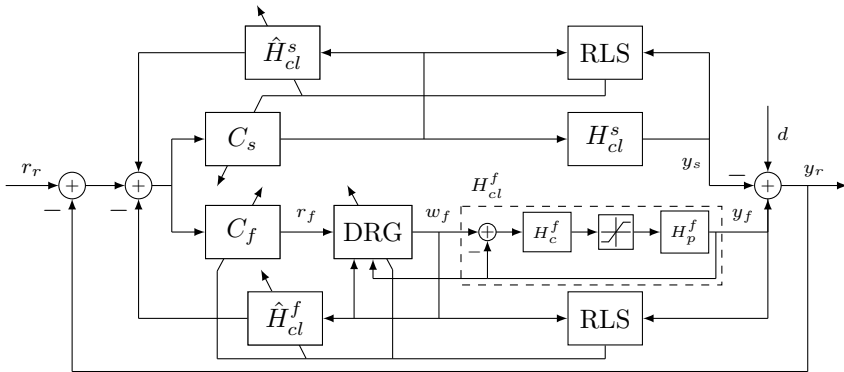 Ĥ^s_cl
RLS
d
C_s
H^s_cl
r_r
y_s
y_r
+
+
−
+
−
−
H^f_cl
r_f
w_f
y_f
C_f
DRG
+
H^f_c
H^f_p
−
Ĥ^f_cl
RLS